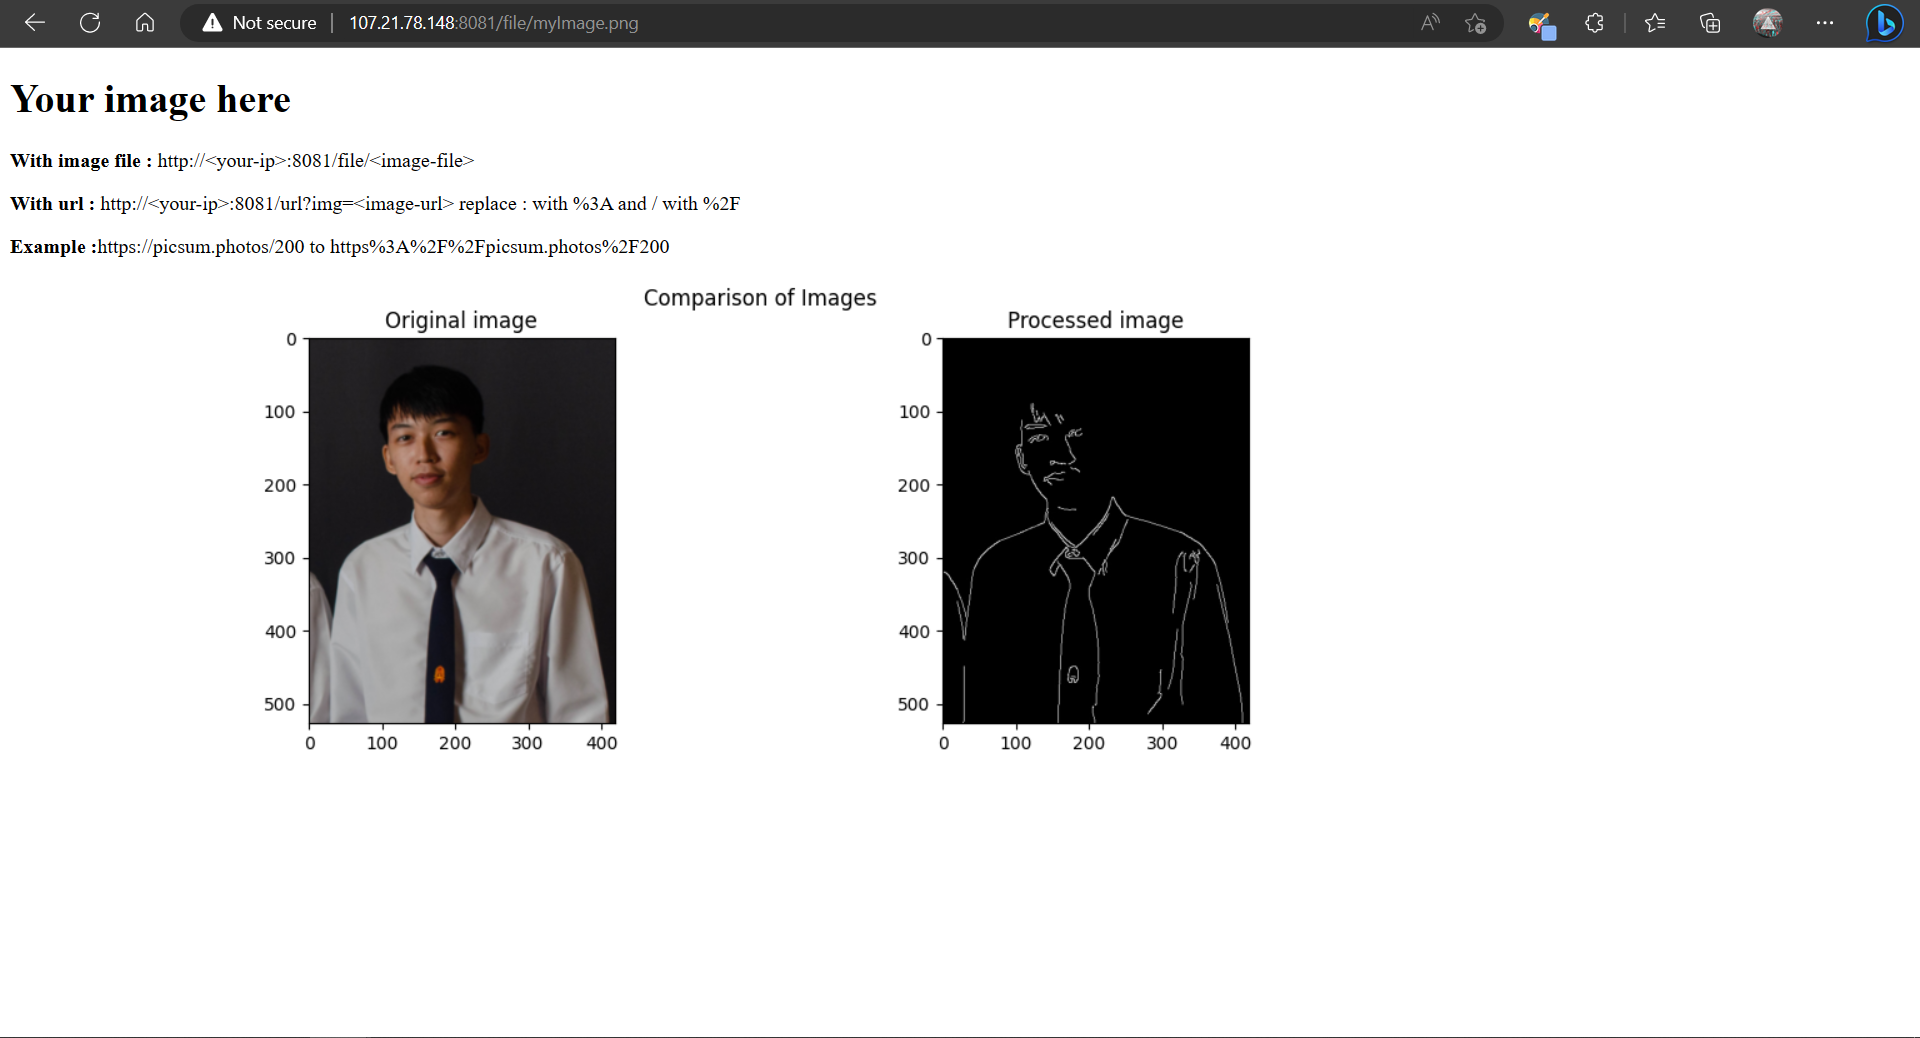 Not secure 107.21.78.148:8081/file/myImage.png
Your image here
With image file : http://<your-ip>:8081/file/<image-file>
With url : http://<your-ip>:8081/url?img=<image-url> replace : with %3A and / with %2F
Example :https://picsum.photos/200 to https%3A%2F%2Fpicsum.photos%2F200
Comparison of Images
Original image
0
100
200
300
400
500
0 100 200 300 400
Processed image
0
100
200
300
400
500
0 100 200 300 400